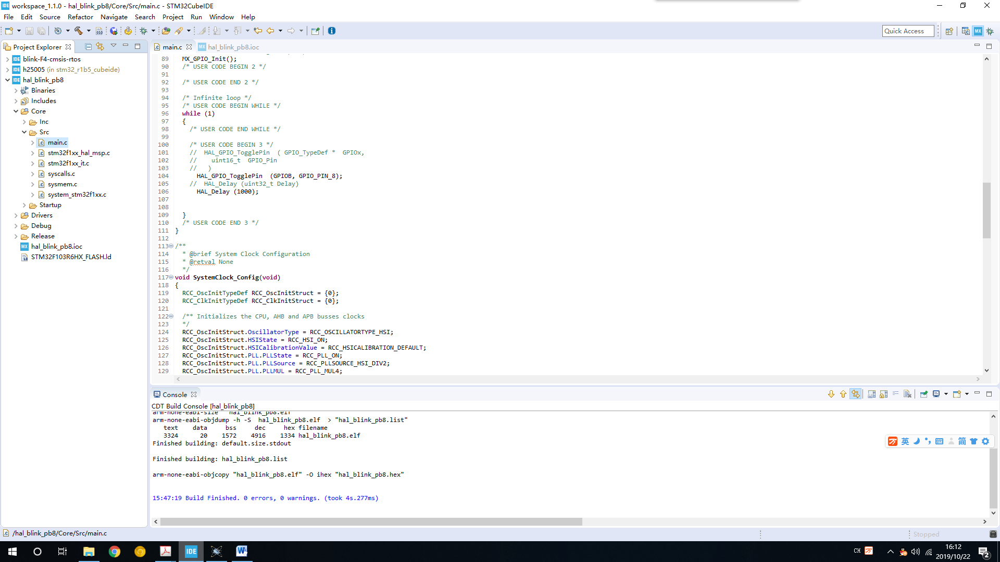 workspace_1.1.0 - hal_blink_pb8/Core/Src/main.c - STM32CubeIDE
File Edit Source Refactor Navigate Search Project Run Window Help
Quick Access
Project Explorer
blink-F4-cmsis-rtos
h25005 (in stm32_r1b5_cubeide)
hal_blink_pb8
Binaries
Includes
Core
Inc
Src
main.c
stm32f1xx_hal_msp.c
stm32f1xx_it.c
syscalls.c
sysmem.c
system_stm32f1xx.c
Startup
Drivers
Debug
Release
hal_blink_pb8.ioc
STM32F103R6HX_FLASH.ld
main.c hal_blink_pb8.ioc
89 MX_GPIO_Init();
90 /* USER CODE BEGIN 2 */
91
92 /* USER CODE END 2 */
93
94 /* Infinite loop */
95 /* USER CODE BEGIN WHILE */
96 while (1)
97 {
98 /* USER CODE END WHILE */
99
100 /* USER CODE BEGIN 3 */
101 // HAL_GPIO_TogglePin ( GPIO_TypeDef * GPIOx,
102 // uint16_t GPIO_Pin
103 // )
104 HAL_GPIO_TogglePin (GPIOB, GPIO_PIN_8);
105 // HAL_Delay (uint32_t Delay)
106 HAL_Delay (1000);
107
108
109 }
110 /* USER CODE END 3 */
111 }
112
113 /**
114 * @brief System Clock Configuration
115 * @retval None
116 */
117 void SystemClock_Config(void)
118 {
119 RCC_OscInitTypeDef RCC_OscInitStruct = {0};
120 RCC_ClkInitTypeDef RCC_ClkInitStruct = {0};
121
122 /** Initializes the CPU, AHB and APB busses clocks
123 */
124 RCC_OscInitStruct.OscillatorType = RCC_OSCILLATORTYPE_HSI;
125 RCC_OscInitStruct.HSIState = RCC_HSI_ON;
126 RCC_OscInitStruct.HSICalibrationValue = RCC_HSICALIBRATION_DEFAULT;
127 RCC_OscInitStruct.PLL.PLLState = RCC_PLL_ON;
128 RCC_OscInitStruct.PLL.PLLSource = RCC_PLLSOURCE_HSI_DIV2;
129 RCC_OscInitStruct.PLL.PLLMUL = RCC_PLL_MUL4;
Console
CDT Build Console [hal_blink_pb8]
arm-none-eabi-size hal_blink_pb8.elf
arm-none-eabi-objdump -h -S hal_blink_pb8.elf > "hal_blink_pb8.list"
text data bss dec hex filename
3324 20 1572 4916 1334 hal_blink_pb8.elf
Finished building: default.size.stdout
Finished building: hal_blink_pb8.list
arm-none-eabi-objcopy "hal_blink_pb8.elf" -O ihex "hal_blink_pb8.hex"
15:47:19 Build Finished. 0 errors, 0 warnings. (took 4s.277ms)
英 简
/hal_blink_pb8/Core/Src/main.c
Stopped
IDE
CH
16:12
2019/10/22
2